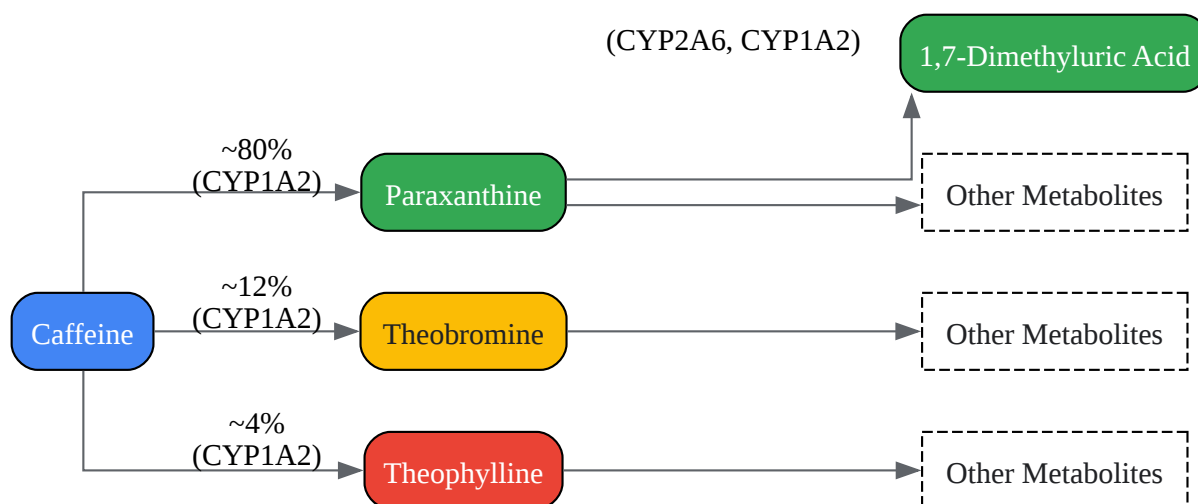 (CYP2A6, CYP1A2)
1,7-Dimethyluric Acid
~80%
(CYP1A2)
Paraxanthine
Other Metabolites
~12%
(CYP1A2)
Caffeine
Theobromine
Other Metabolites
~4%
(CYP1A2)
Theophylline
Other Metabolites